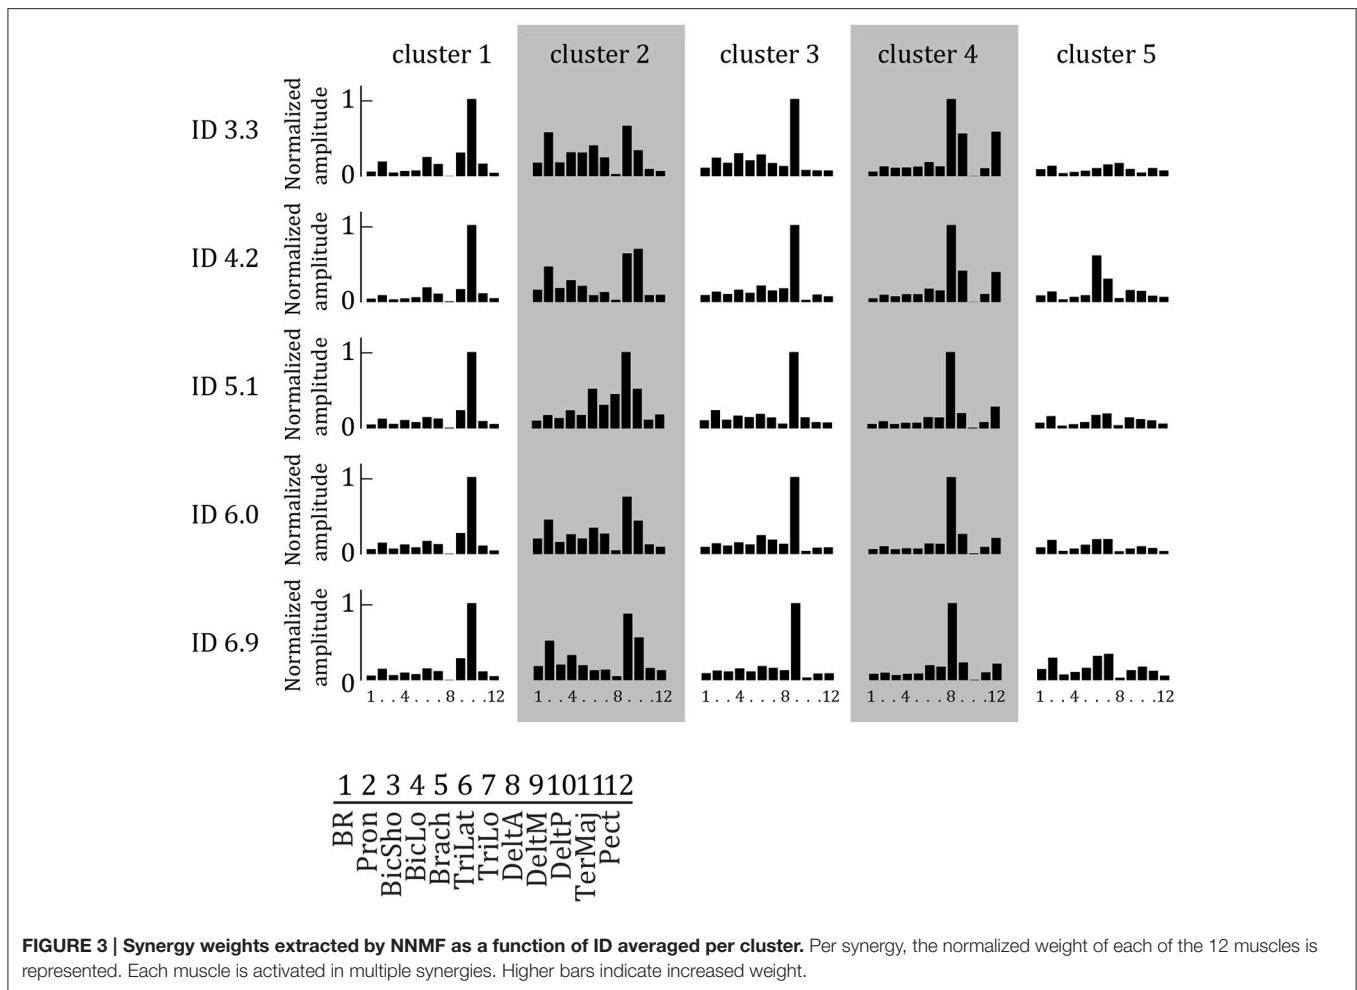 cluster 1 cluster 2 cluster 3 cluster 4 cluster 5
ID 3.3
Normalized
amplitude
1
0
ID 4.2
Normalized
amplitude
1
0
ID 5.1
Normalized
amplitude
1
0
ID 6.0
Normalized
amplitude
1
0
ID 6.9
Normalized
amplitude
1
0
1 . . 4 . . . 8 . . . 12 1 . . 4 . . . 8 . . . 12 1 . . 4 . . . 8 . . . 12 1 . . 4 . . . 8 . . . 12 1 . . 4 . . . 8 . . . 12
1 2 3 4 5 6 7 8 9 10 11 12
BR
Pron
BicSho
BicLo
Brach
TriLat
TriLo
DeltA
DeltM
DeltP
TerMaj
Pect
FIGURE 3 | Synergy weights extracted by NNMF as a function of ID averaged per cluster. Per synergy, the normalized weight of each of the 12 muscles is
represented. Each muscle is activated in multiple synergies. Higher bars indicate increased weight.